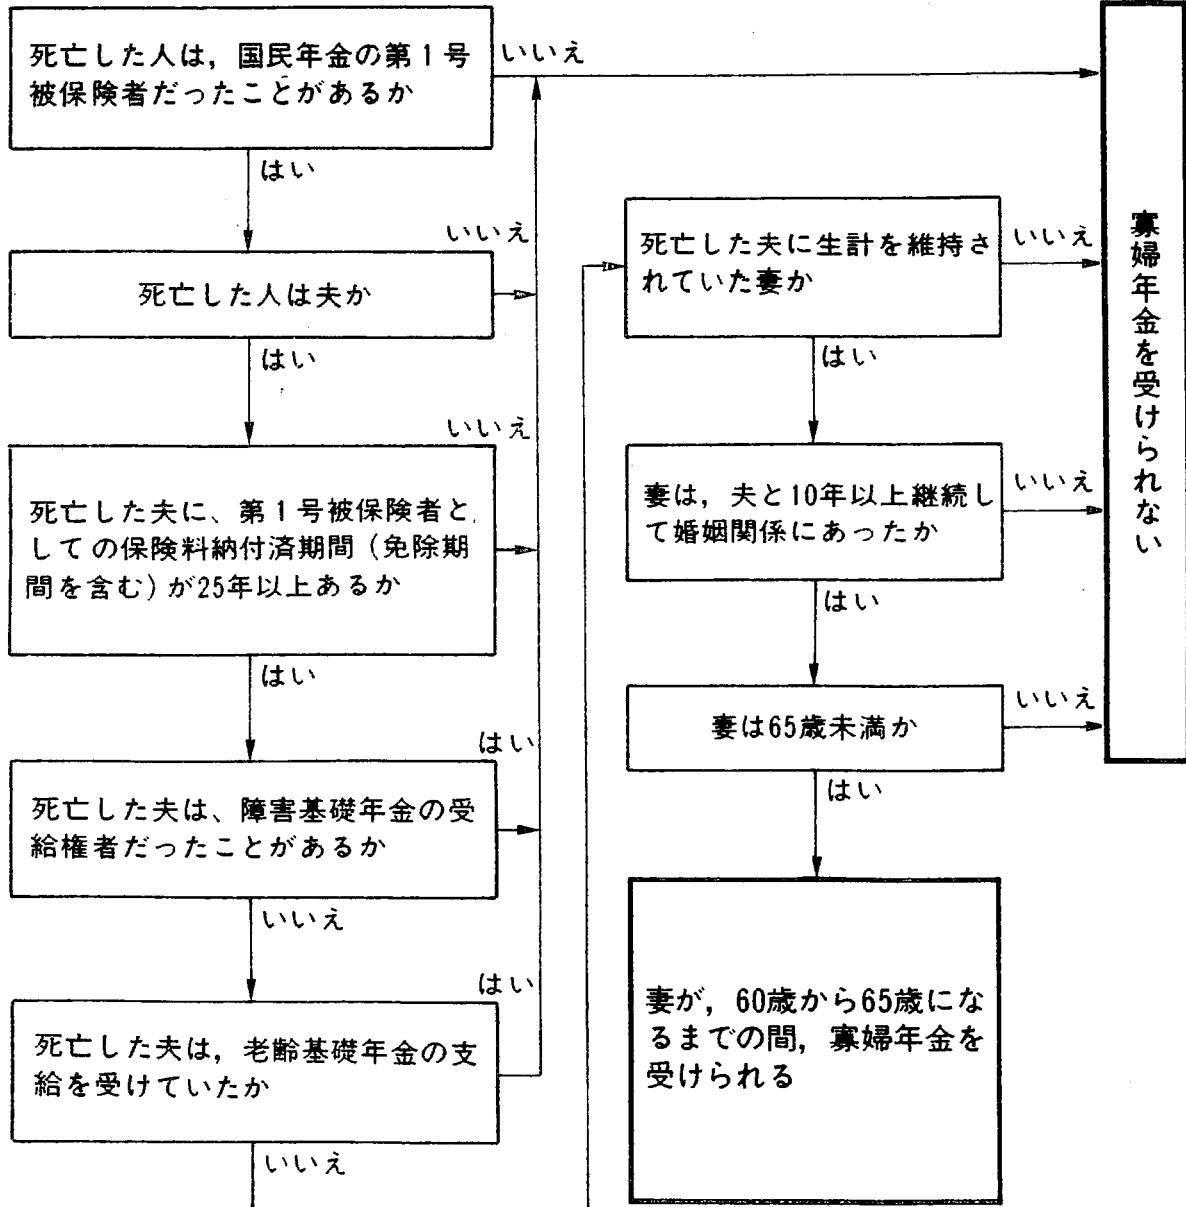 死亡した人は，国民年金の第１号
被保険者だったことがあるか
いいえ
はい
死亡した人は夫か
いいえ
はい
死亡した夫に、第１号被保険者と
しての保険料納付済期間（免除期
間を含む）が25年以上あるか
いいえ
はい
死亡した夫は、障害基礎年金の受
給権者だったことがあるか
はい
いいえ
死亡した夫は，老齢基礎年金の支
給を受けていたか
はい
いいえ
死亡した夫に生計を維持さ
れていた妻か
いいえ
はい
妻は，夫と10年以上継続し
て婚姻関係にあったか
いいえ
はい
妻は65歳未満か
いいえ
はい
妻が，60歳から65歳にな
るまでの間，寡婦年金を
受けられる
寡婦年金を受けられない